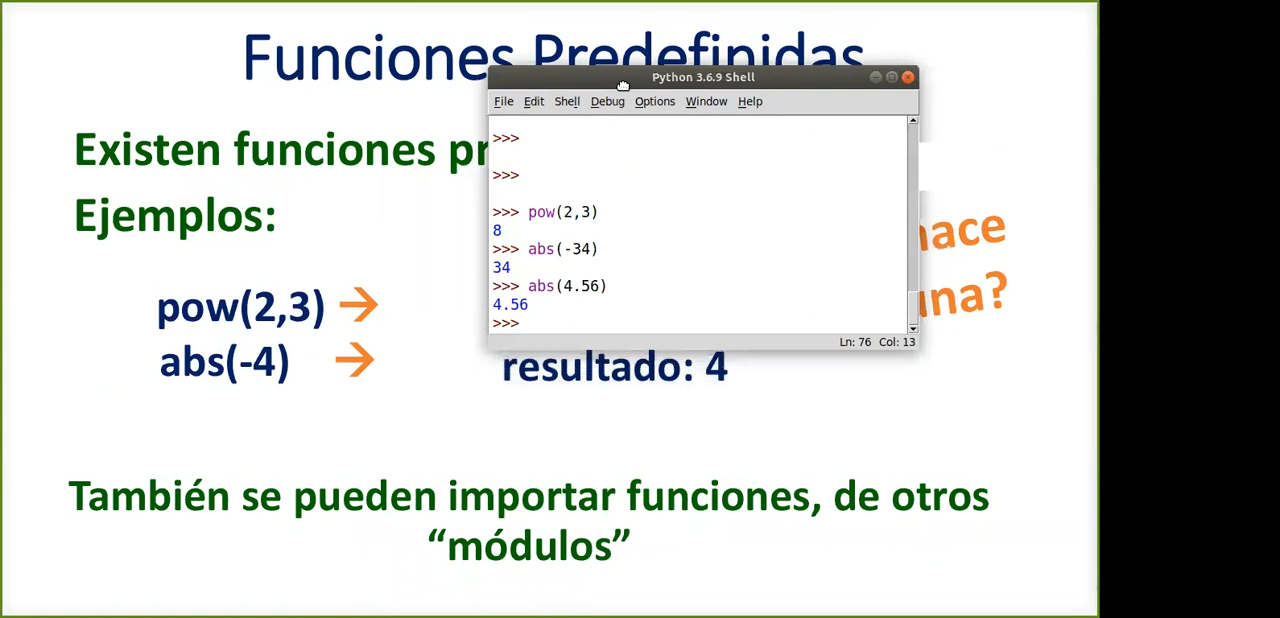 Funciones Predefinidas
Python 3.6.9 Shell
File Edit Shell Debug Options Window Help
>>>
>>>
>>> pow(2,3)
8
>>> abs(-34)
34
>>> abs(4.56)
4.56
>>>
Ln: 76 Col: 13
Existen funciones
Ejemplos:
una?
pow(2,3) →
abs(-4) →
resultado: 4
También se pueden importar funciones, de otros
“módulos”